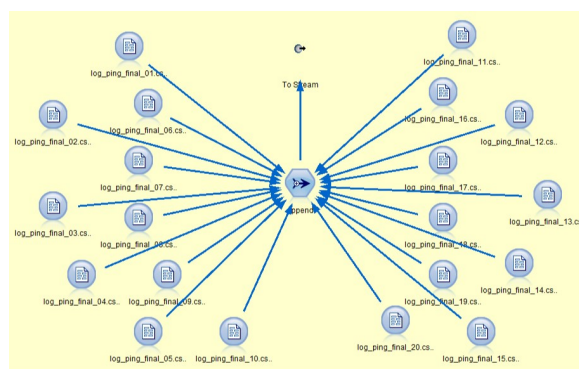 log_ping_final_01.cs..
log_ping_final_11.cs..
To Stream
log_ping_final_06.cs..
log_ping_final_16.cs..
log_ping_final_02.cs..
log_ping_final_12.cs..
log_ping_final_07.cs..
log_ping_final_17.cs..
Append
log_ping_final_03.cs..
log_ping_final_13.cs..
log_ping_final_08.cs..
log_ping_final_18.cs..
log_ping_final_04.cs..
log_ping_final_09.cs..
log_ping_final_19.cs..
log_ping_final_14.cs..
log_ping_final_05.cs..
log_ping_final_10.cs..
log_ping_final_20.cs..
log_ping_final_15.cs..